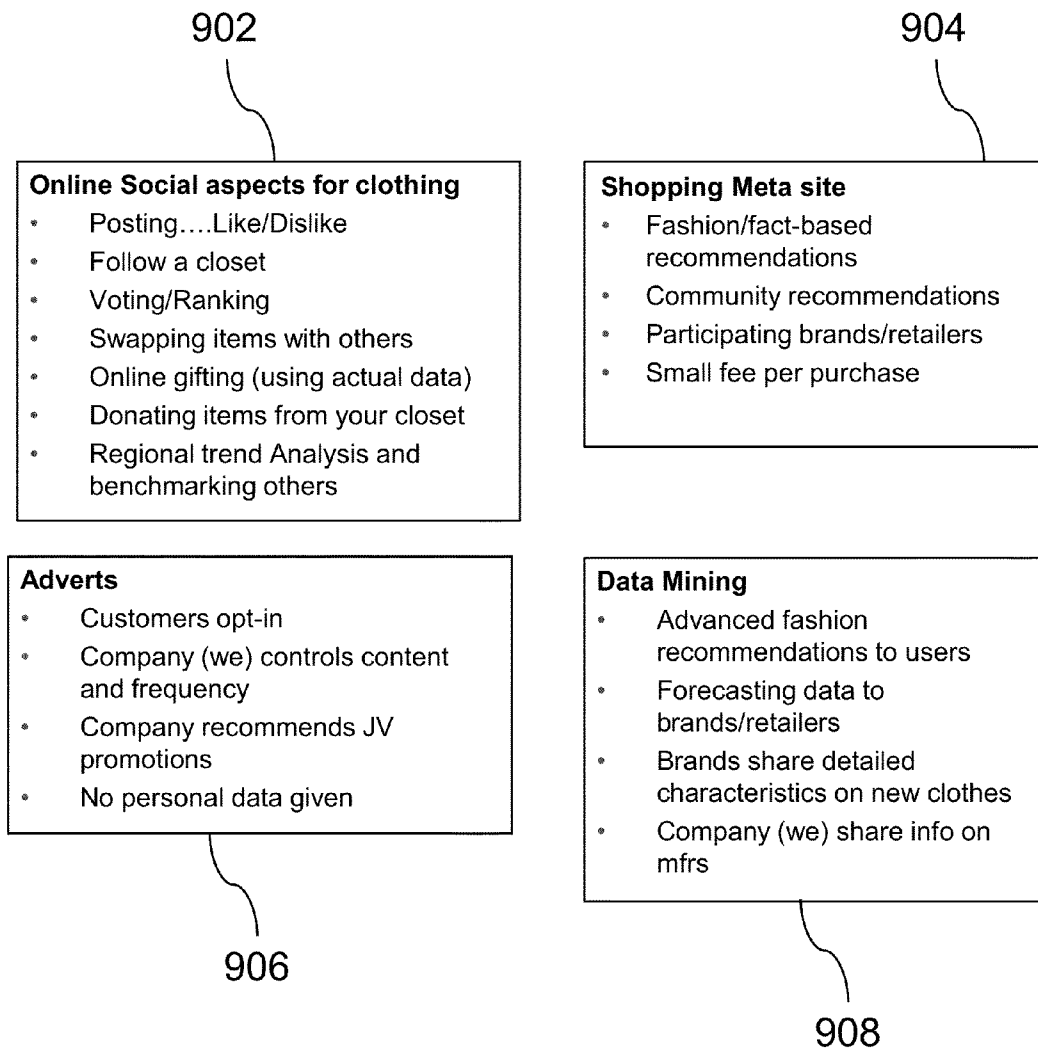 902
904
Online Social aspects for clothing
• Posting....Like/Dislike
• Follow a closet
• Voting/Ranking
• Swapping items with others
• Online gifting (using actual data)
• Donating items from your closet
• Regional trend Analysis and
benchmarking others
Shopping Meta site
• Fashion/fact-based
recommendations
• Community recommendations
• Participating brands/retailers
• Small fee per purchase
Adverts
• Customers opt-in
• Company (we) controls content
and frequency
• Company recommends JV
promotions
• No personal data given
Data Mining
• Advanced fashion
recommendations to users
• Forecasting data to
brands/retailers
• Brands share detailed
characteristics on new clothes
• Company (we) share info on
mfrs
906
908